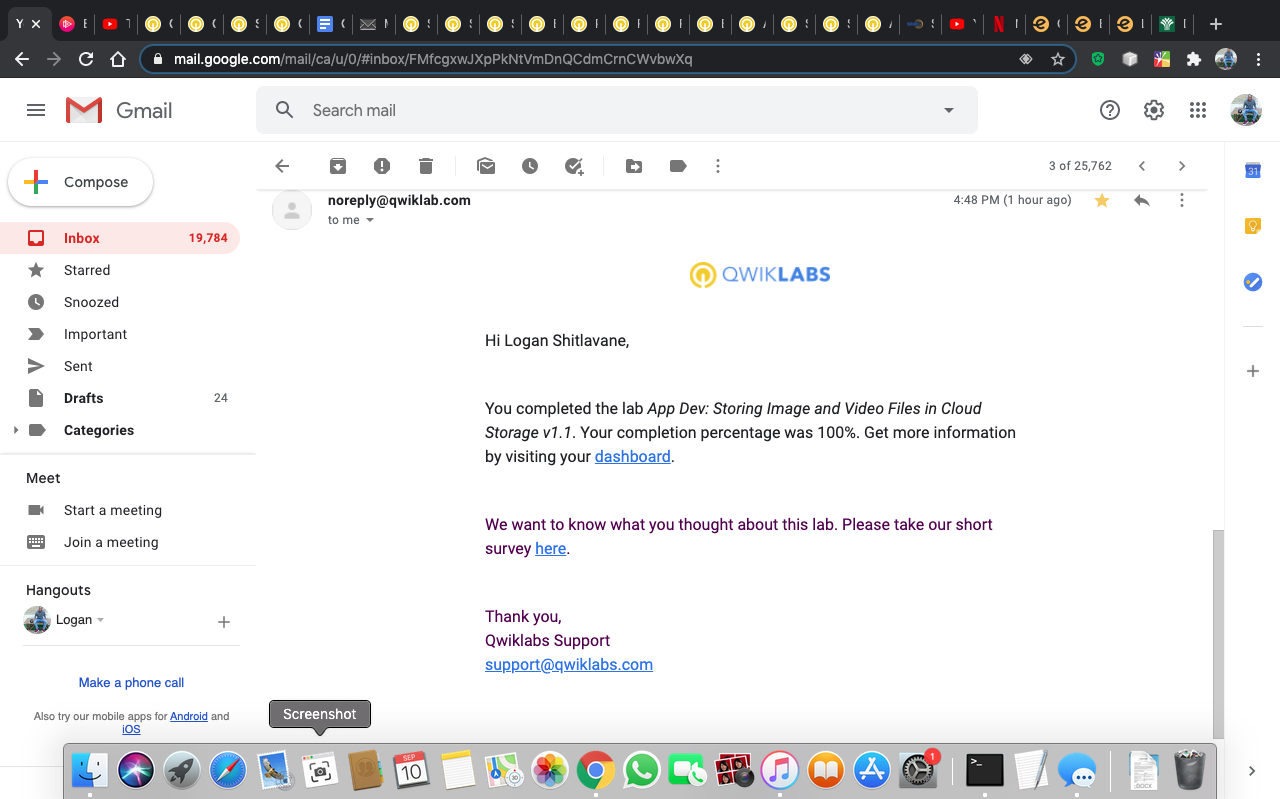 Y
mail.google.com/mail/ca/u/0/#inbox/FMfcgxwJXpPkNtVmDnQCdmCrnCWvbwXq
Gmail
Search mail
Compose
3 of 25,762
noreply@qwiklab.com
4:48 PM (1 hour ago)
to me
31
Inbox 19,784
Starred
Snoozed
Important
Sent
Drafts 24
Categories
Meet
Start a meeting
Join a meeting
Hangouts
Logan
Make a phone call
Also try our mobile apps for Android and
iOS
QWIKLABS
Hi Logan Shitlavane,
You completed the lab App Dev: Storing Image and Video Files in Cloud
Storage v1.1. Your completion percentage was 100%. Get more information
by visiting your dashboard.
We want to know what you thought about this lab. Please take our short
survey here.
Thank you,
Qwiklabs Support
support@qwiklabs.com
Screenshot
SEP
10
3D
1
.DOCX